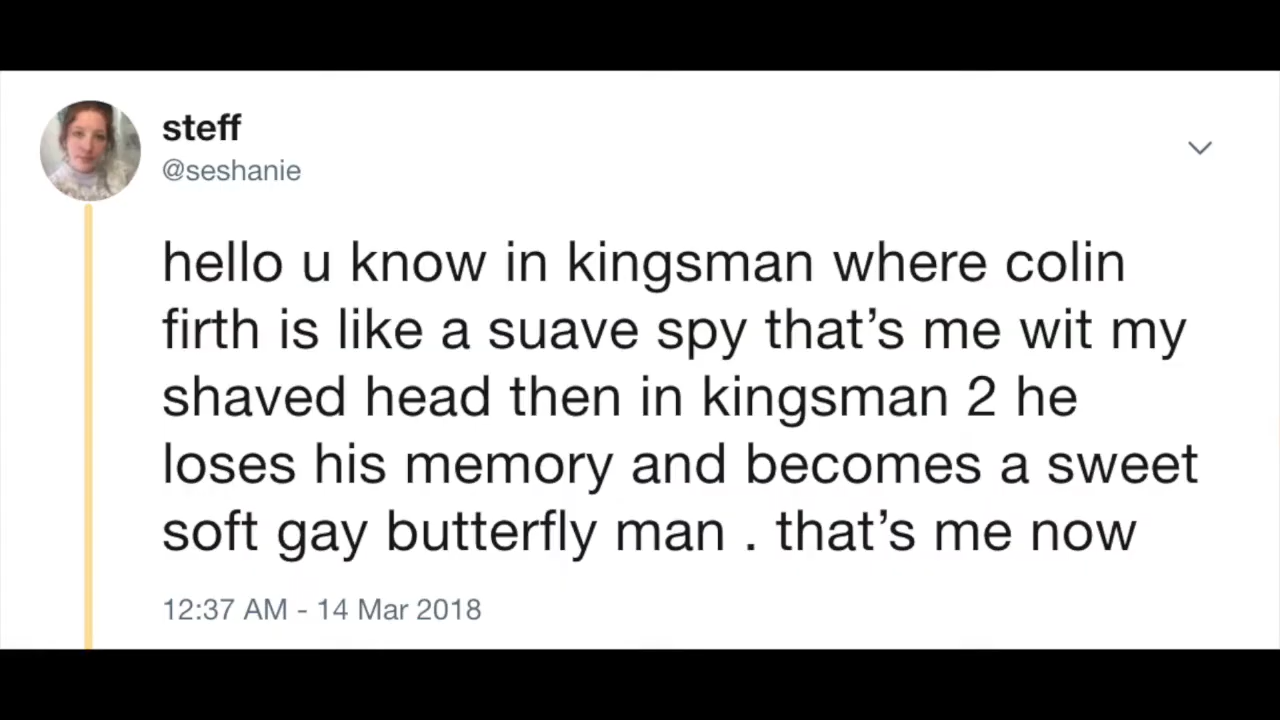 steff
@seshanie
hello u know in kingsman where colin
firth is like a suave spy that’s me wit my
shaved head then in kingsman 2 he
loses his memory and becomes a sweet
soft gay butterfly man . that’s me now
12:37 AM - 14 Mar 2018